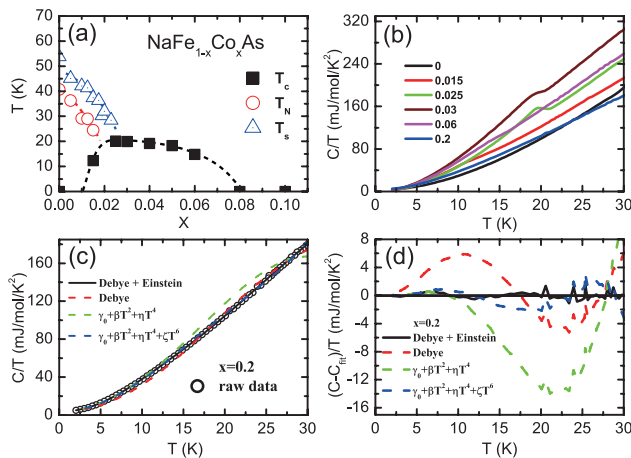 (a)
NaFe₁₋ₓCoₓAs
T_c
T_N
T_s
70
60
50
40
30
20
10
0
T (K)
0.00 0.02 0.04 0.06 0.08 0.10
X
(b)
0
0.015
0.025
0.03
0.06
0.2
320
240
160
80
0
C/T (mJ/mol/K²)
0 5 10 15 20 25 30
T (K)
(c)
Debye + Einstein
Debye
γ₀+βT²+ηT⁴
γ₀+βT²+ηT⁴+ζT⁶
x=0.2
raw data
160
120
80
40
0
C/T (mJ/mol/K²)
0 5 10 15 20 25 30
T (K)
(d)
x=0.2
Debye + Einstein
Debye
γ₀+βT²+ηT⁴
γ₀+βT²+ηT⁴+ζT⁶
8
4
0
-4
-8
-12
-16
(C-C_fit)/T (mJ/mol/K²)
0 5 10 15 20 25 30
T (K)